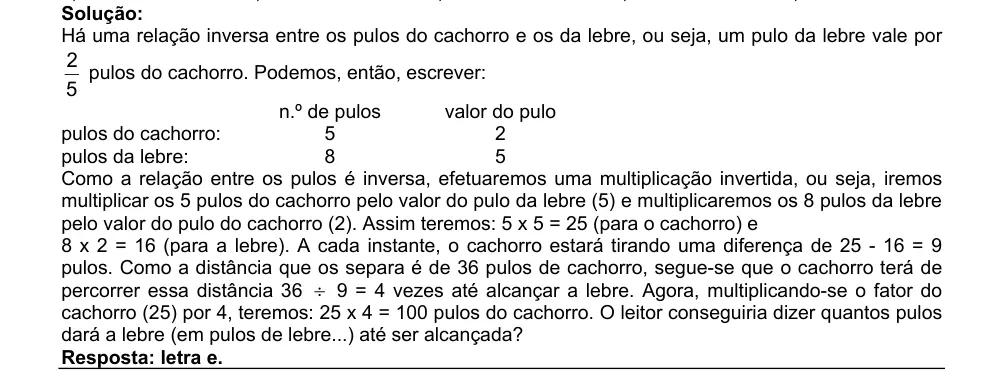 Solução:
Há uma relação inversa entre os pulos do cachorro e os da lebre, ou seja, um pulo da lebre vale por
2
5
pulos do cachorro. Podemos, então, escrever:
n.º de pulos valor do pulo
pulos do cachorro: 5 2
pulos da lebre: 8 5
Como a relação entre os pulos é inversa, efetuaremos uma multiplicação invertida, ou seja, iremos
multiplicar os 5 pulos do cachorro pelo valor do pulo da lebre (5) e multiplicaremos os 8 pulos da lebre
pelo valor do pulo do cachorro (2). Assim teremos: 5 x 5 = 25 (para o cachorro) e
8 x 2 = 16 (para a lebre). A cada instante, o cachorro estará tirando uma diferença de 25 - 16 = 9
pulos. Como a distância que os separa é de 36 pulos de cachorro, segue-se que o cachorro terá de
percorrer essa distância 36 ÷ 9 = 4 vezes até alcançar a lebre. Agora, multiplicando-se o fator do
cachorro (25) por 4, teremos: 25 x 4 = 100 pulos do cachorro. O leitor conseguiria dizer quantos pulos
dará a lebre (em pulos de lebre...) até ser alcançada?
Resposta: letra e.